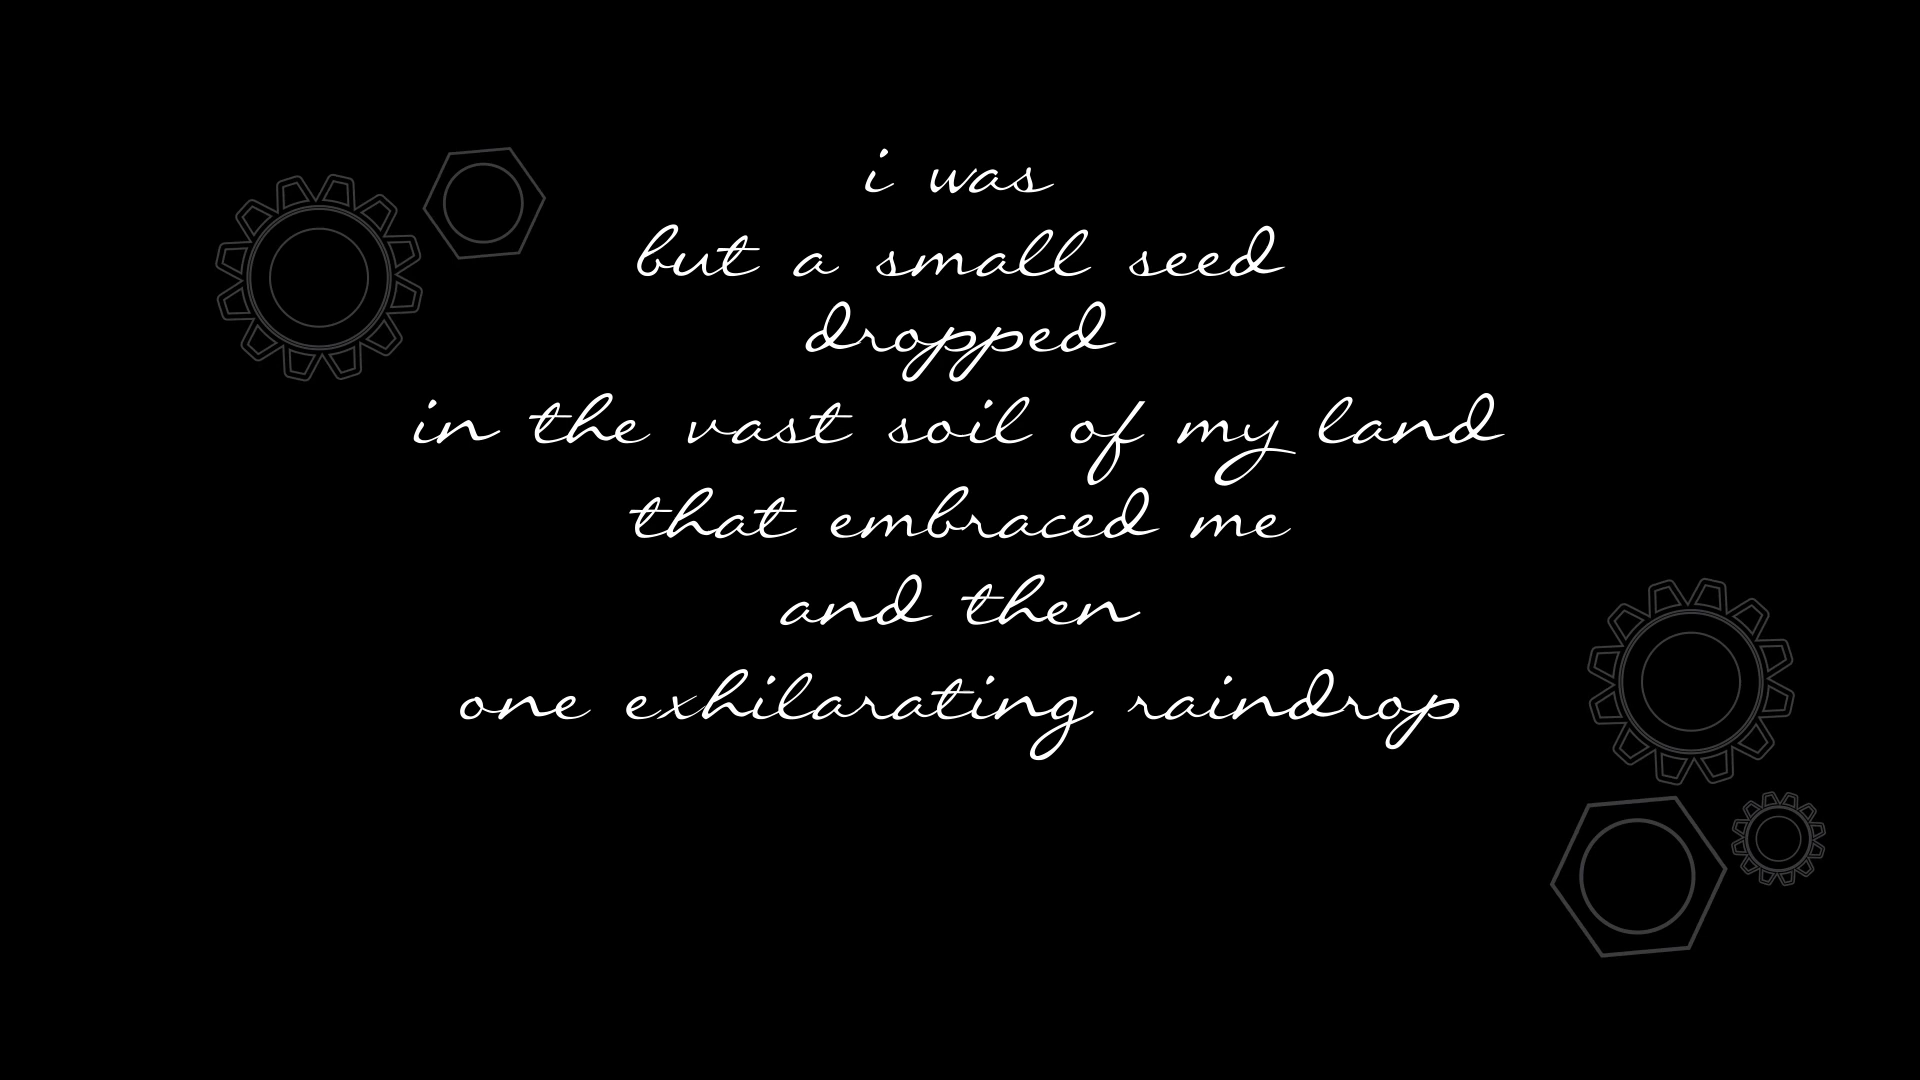 i was
but a small seed
dropped
in the vast soil of my land
that embraced me
and then
one exhilarating raindrop